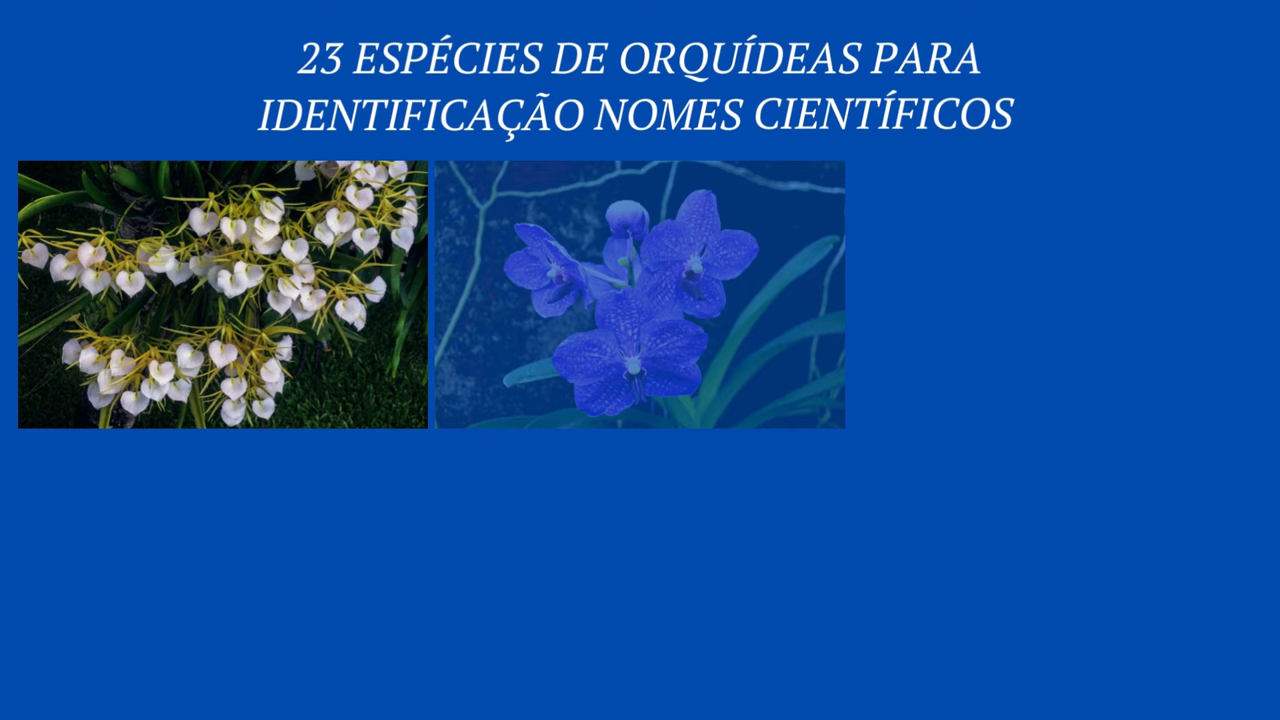 23 ESPÉCIES DE ORQUÍDEAS PARA
IDENTIFICAÇÃO NOMES CIENTÍFICOS